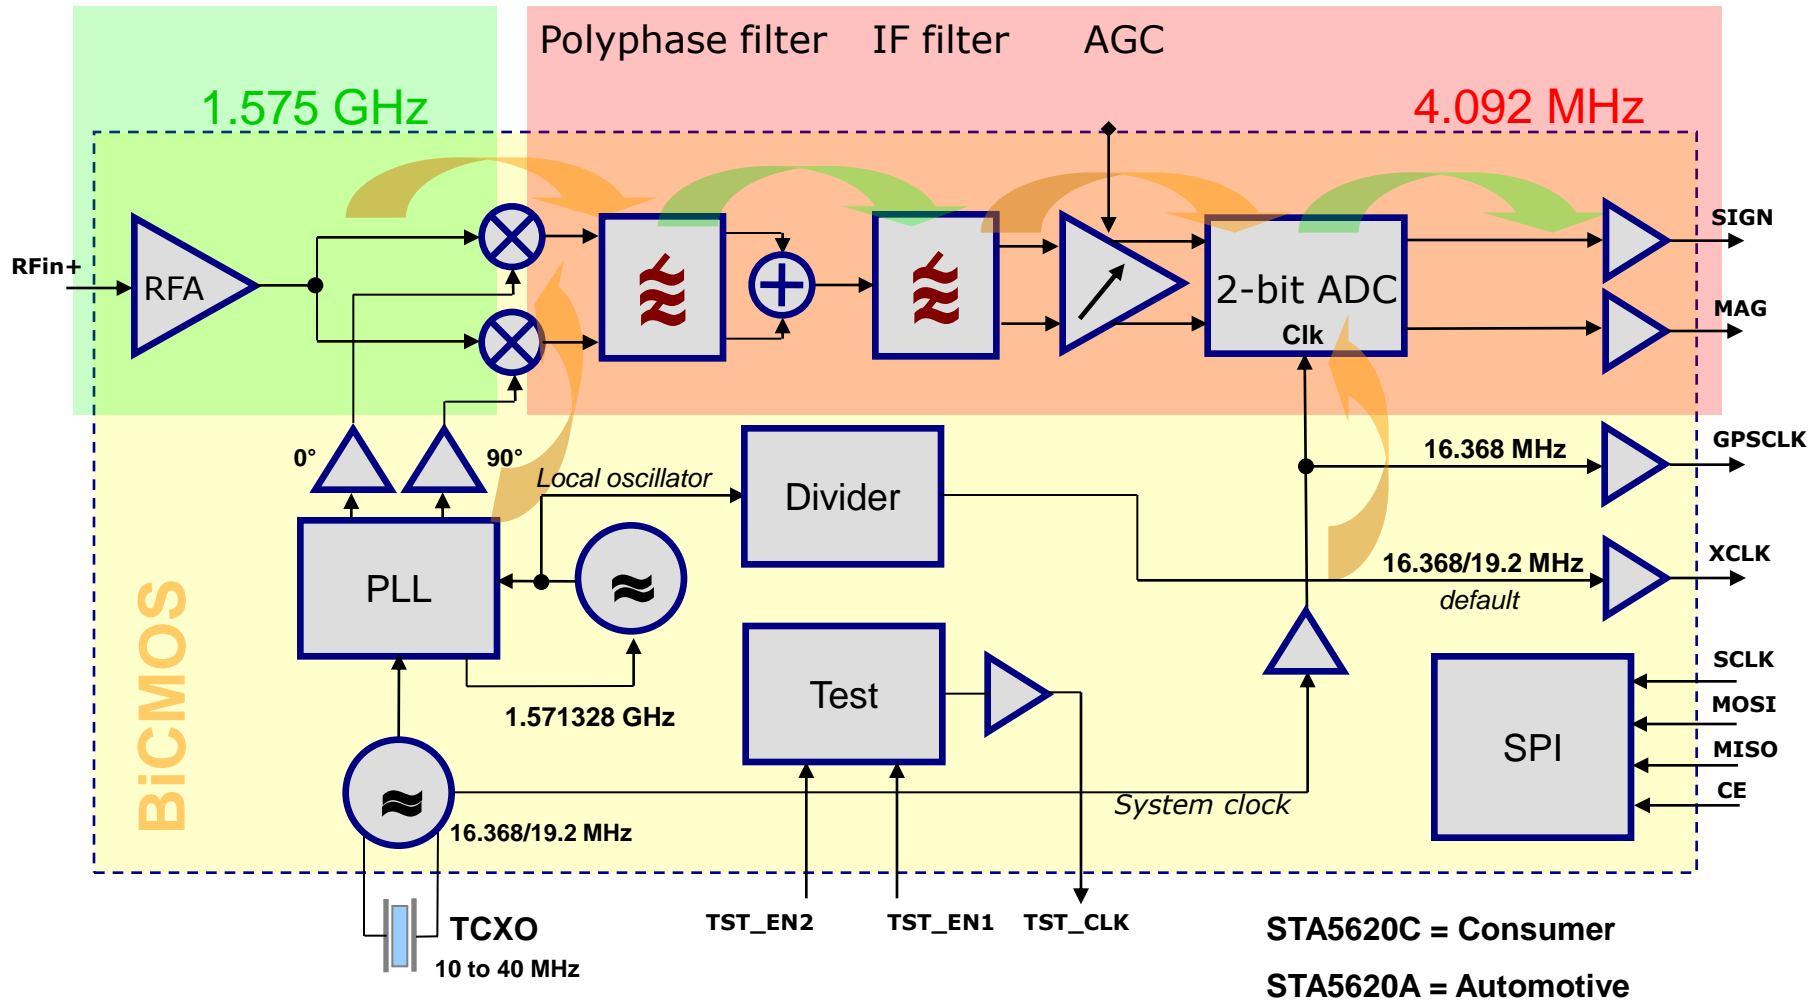 Polyphase filter IF filter AGC
1.575 GHz
4.092 MHz
RFin+
RFA
2-bit ADC
Clk
SIGN
MAG
0°
90°
Local oscillator
Divider
16.368 MHz
GPSCLK
PLL
16.368/19.2 MHz
default
XCLK
BiCMOS
Test
1.571328 GHz
SPI
SCLK
MOSI
MISO
CE
System clock
16.368/19.2 MHz
TCXO
10 to 40 MHz
TST_EN2
TST_EN1
TST_CLK
STA5620C = Consumer
STA5620A = Automotive